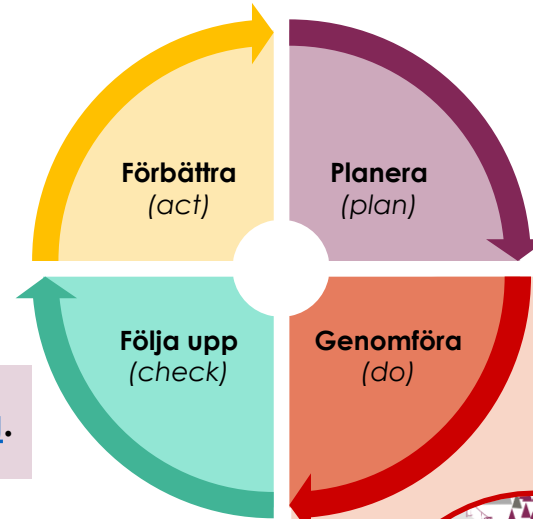 Förbättra
(act)
Planera
(plan)
Följa upp
(check)
Genomföra
(do)